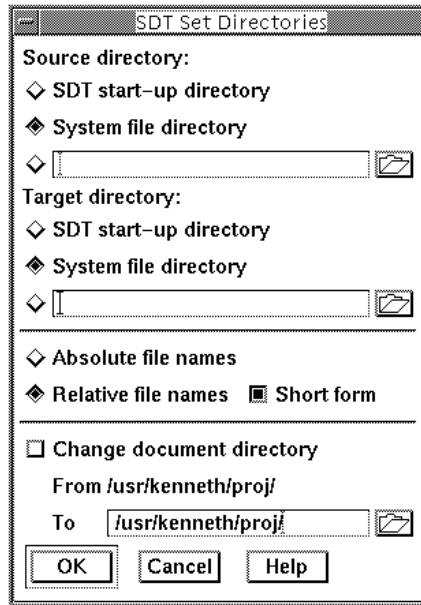 SDT Set Directories
Source directory:
SDT start-up directory
System file directory
Target directory:
SDT start-up directory
System file directory
Absolute file names
Relative file names Short form
Change document directory
From /usr/kenneth/proj/
To /usr/kenneth/proj/
OK Cancel Help